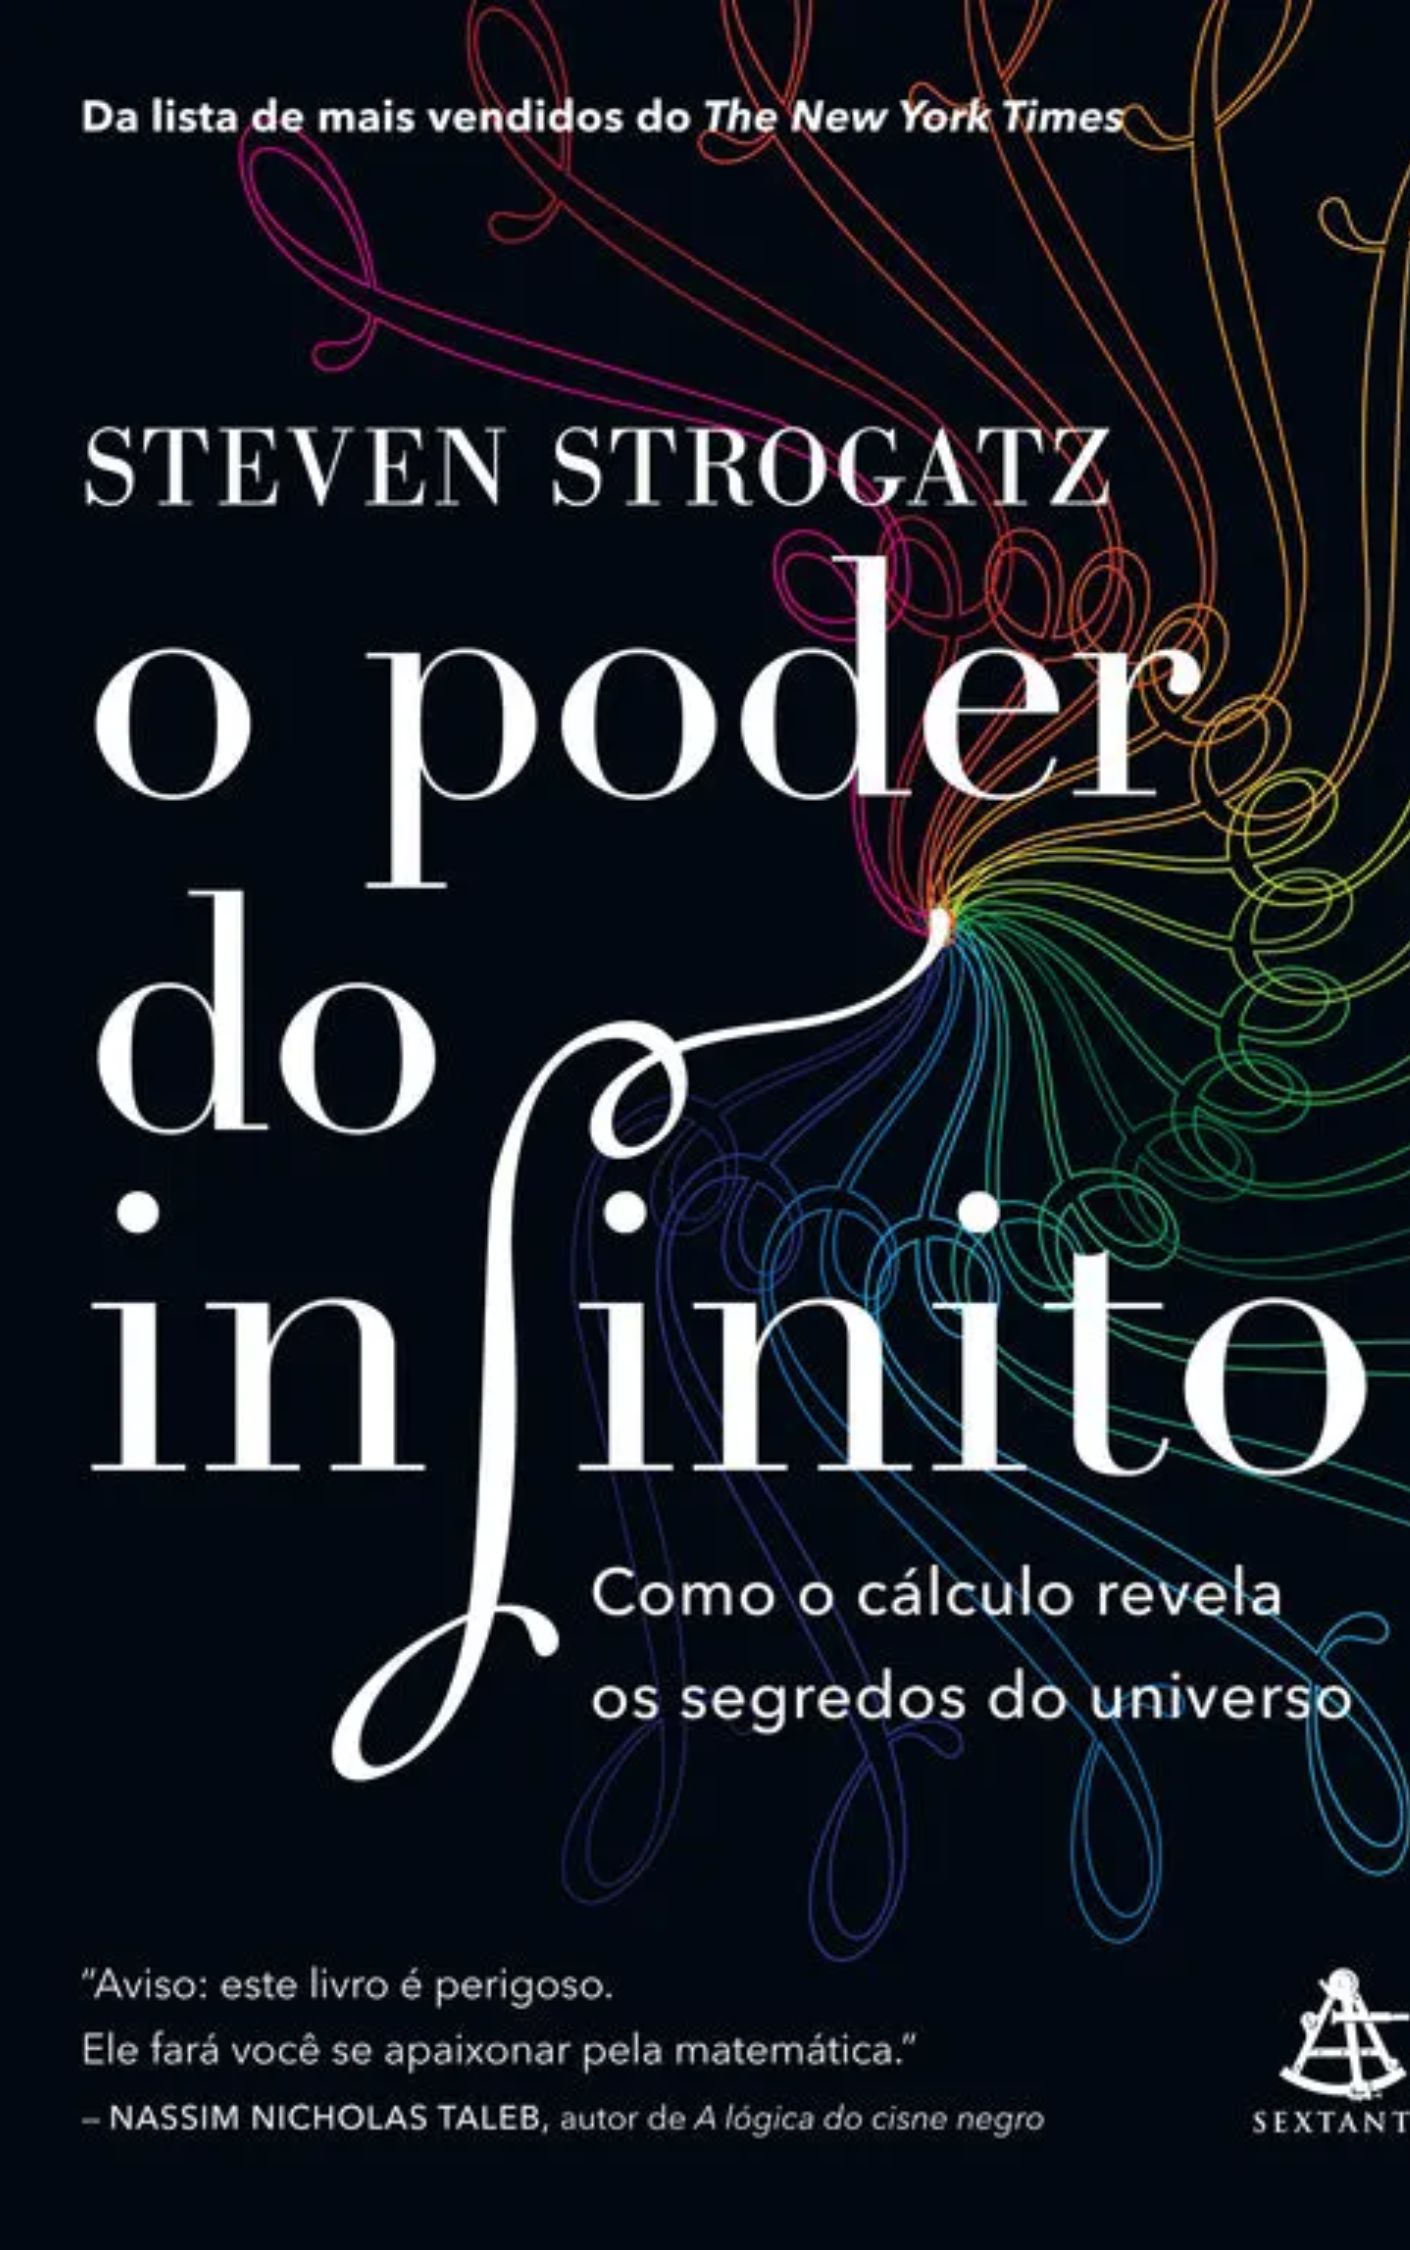 Da lista de mais vendidos do The New York Times
STEVEN STROGATZ
o poder
do
infinito
Como o cálculo revela
os segredos do universo
“Aviso: este livro é perigoso.
Ele fará você se apaixonar pela matemática.”
– NASSIM NICHOLAS TALEB, autor de A lógica do cisne negro
SEXTANT